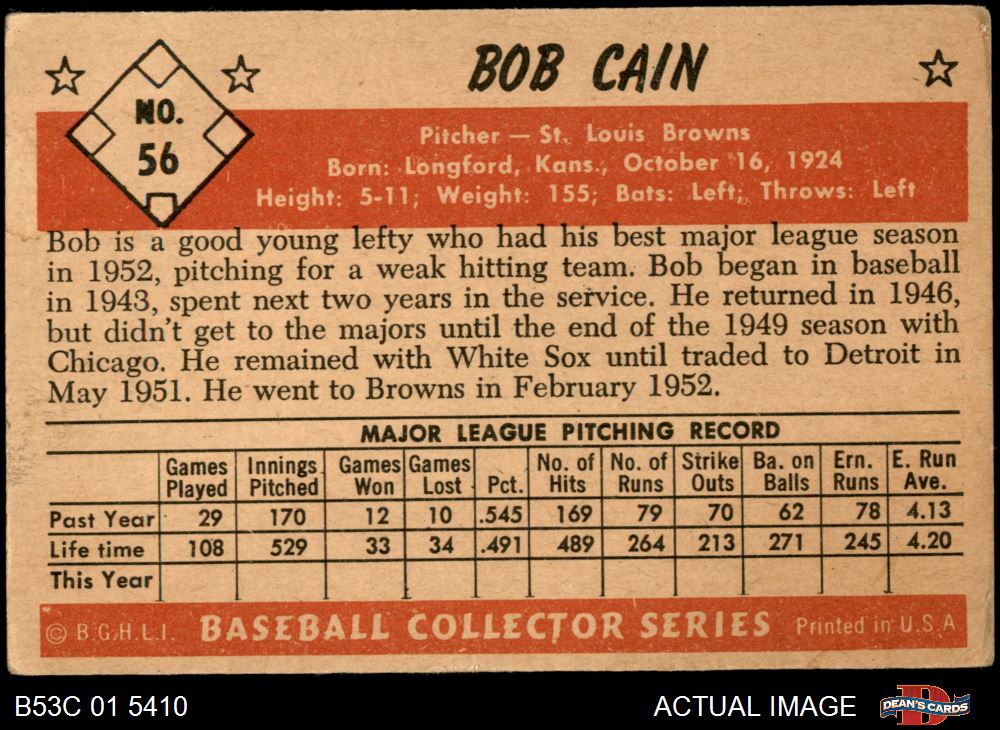 BOB CAIN
NO.
56
Pitcher — St. Louis Browns
Born: Longford, Kans., October 16, 1924
Height: 5-11; Weight: 155; Bats: Left; Throws: Left
Bob is a good young lefty who had his best major league season
in 1952, pitching for a weak hitting team. Bob began in baseball
in 1943, spent next two years in the service. He returned in 1946,
but didn't get to the majors until the end of the 1949 season with
Chicago. He remained with White Sox until traded to Detroit in
May 1951. He went to Browns in February 1952.
MAJOR LEAGUE PITCHING RECORD
Games Played Innings Pitched Games Won Games Lost Pct. No. of Hits No. of Runs Strike Outs Ba. on Balls Ern. Runs E. Run Ave.
Past Year 29 170 12 10 .545 169 79 70 62 78 4.13
Life time 108 529 33 34 .491 489 264 213 271 245 4.20
This Year
© B.G.H.L.I. BASEBALL COLLECTOR SERIES Printed in U.S.A
B53C 01 5410 ACTUAL IMAGE D DEAN'S CARDS